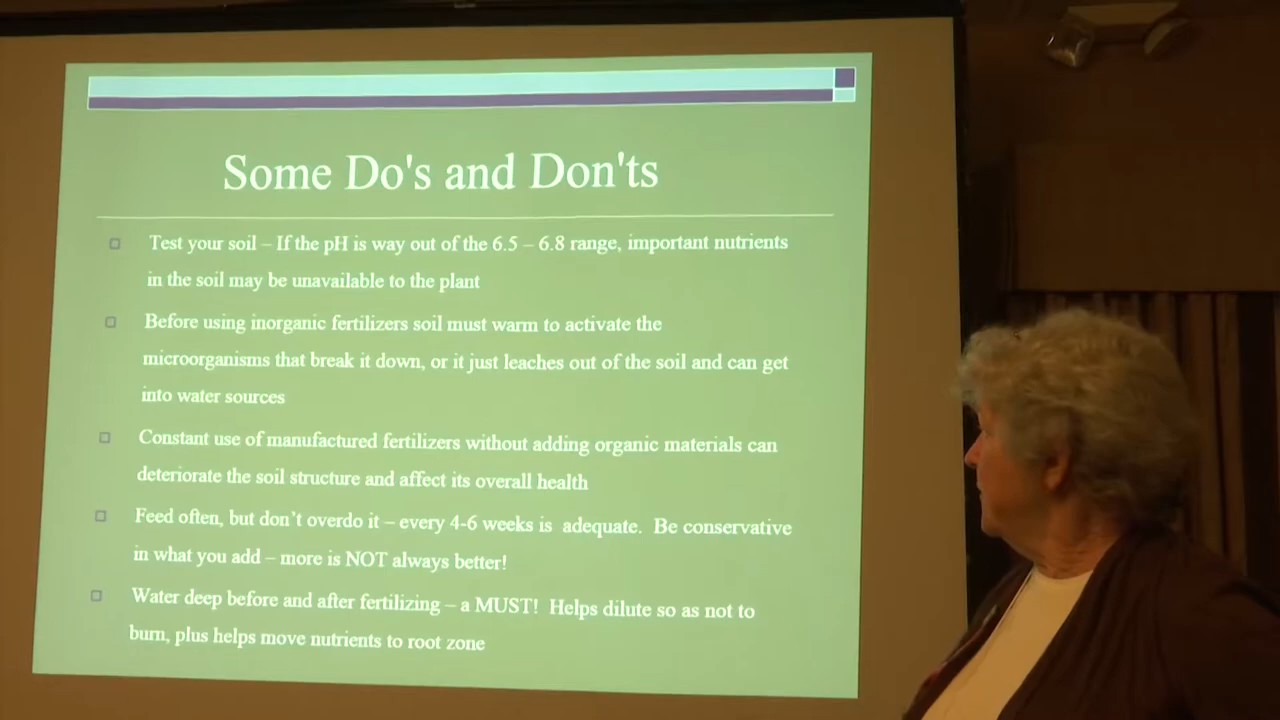 Some Do's and Don'ts
Test your soil – If the pH is way out of the 6.5 – 6.8 range, important nutrients
in the soil may be unavailable to the plant
Before using inorganic fertilizers soil must warm to activate the
microorganisms that break it down, or it just leaches out of the soil and can get
into water sources
Constant use of manufactured fertilizers without adding organic materials can
deteriorate the soil structure and affect its overall health
Feed often, but don’t overdo it – every 4-6 weeks is  adequate.  Be conservative
in what you add – more is NOT always better!
Water deep before and after fertilizing – a MUST!  Helps dilute so as not to
burn, plus helps move nutrients to root zone